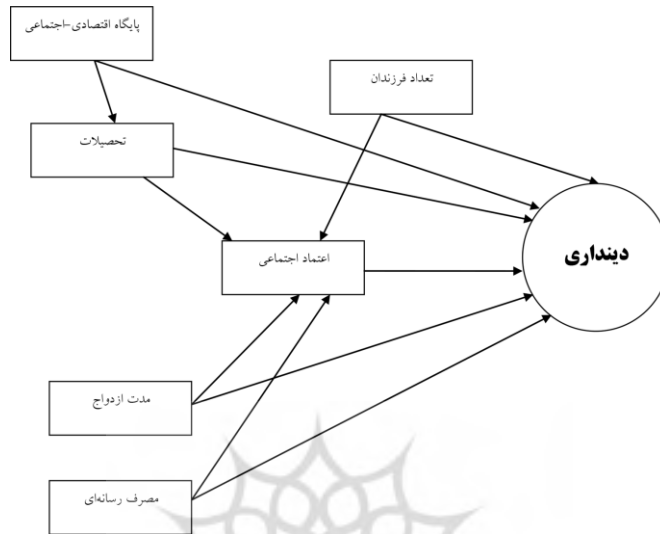 پایگاه اقتصادی-اجتماعی
تعداد فرزندان
تحصیلات
اعتماد اجتماعی
دینداری
مدت ازدواج
مصرف رسانه‌ای